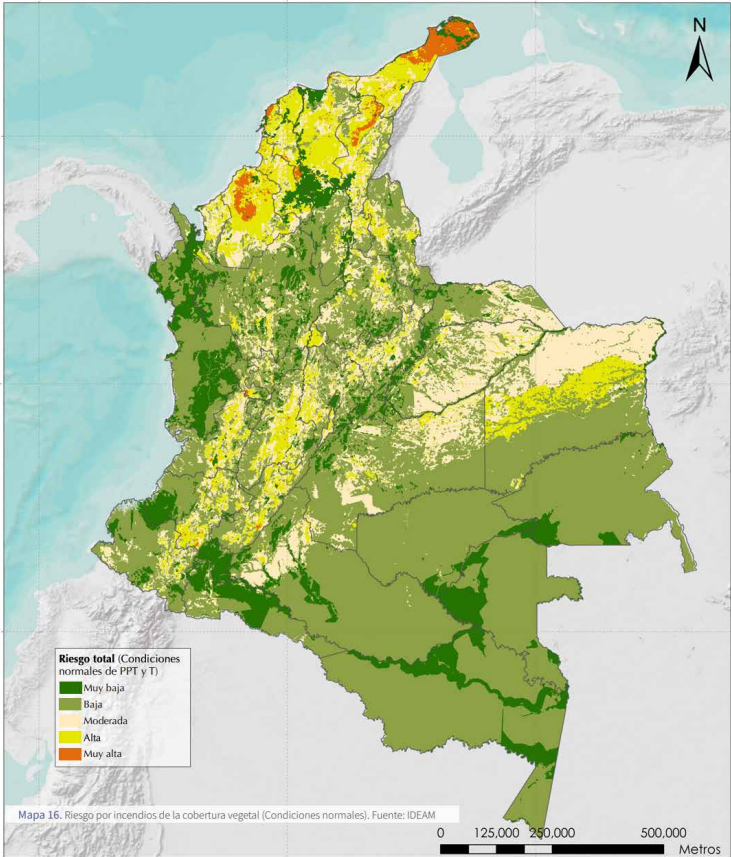 N
Riesgo total (Condiciones
normales de PPT y T)
Muy baja
Baja
Moderada
Alta
Muy alta
Mapa 16. Riesgo por incendios de la cobertura vegetal (Condiciones normales). Fuente: IDEAM
0 125,000 250,000 500,000
Metros